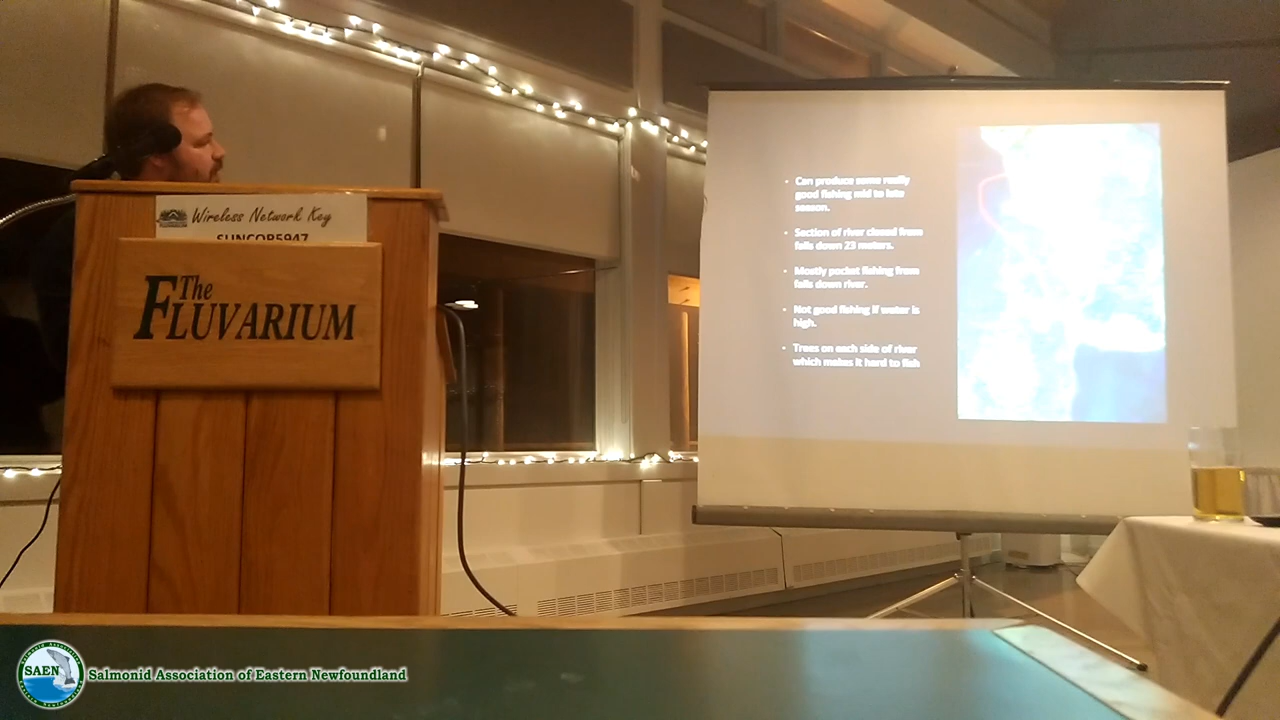 Wireless Network Key
SUNCOR5947
The
FLUVARIUM
• Can produce some really
good fishing mid to late
season.
• Section of river closed from
falls down 23 meters.
• Mostly pocket fishing from
falls down river.
• Not good fishing if water is
high.
• Trees on each side of river
which makes it hard to fish
SAEN
Salmonid Association of Eastern Newfoundland